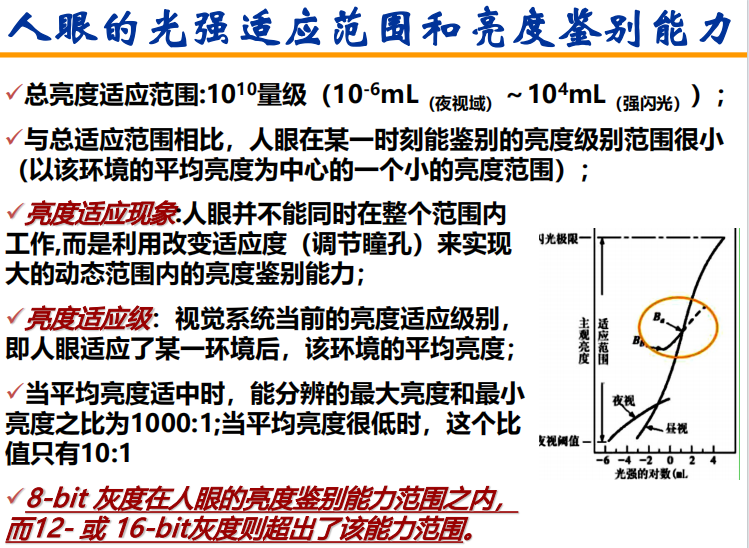 人眼的光强适应范围和亮度鉴别能力
✓总亮度适应范围:10¹⁰量级（10⁻⁶mL（夜视域）～10⁴mL（强闪光））；
✓与总适应范围相比，人眼在某一时刻能鉴别的亮度级别范围很小
（以该环境的平均亮度为中心的一个小的亮度范围）；
✓亮度适应现象:人眼并不能同时在整个范围内
工作,而是利用改变适应度（调节瞳孔）来实现
大的动态范围内的亮度鉴别能力；
✓亮度适应级：视觉系统当前的亮度适应级别，
即人眼适应了某一环境后，该环境的平均亮度；
✓当平均亮度适中时，能分辨的最大亮度和最小
亮度之比为1000:1;当平均亮度很低时，这个比
值只有10:1
✓8-bit 灰度在人眼的亮度鉴别能力范围之内，
而12- 或 16-bit灰度则超出了该能力范围。
闪光极限
主观亮度
适应范围
Bₐ
B_b
夜视
昼视
夜视阈值
-6 -4 -2 0 2 4
光强的对数(mL